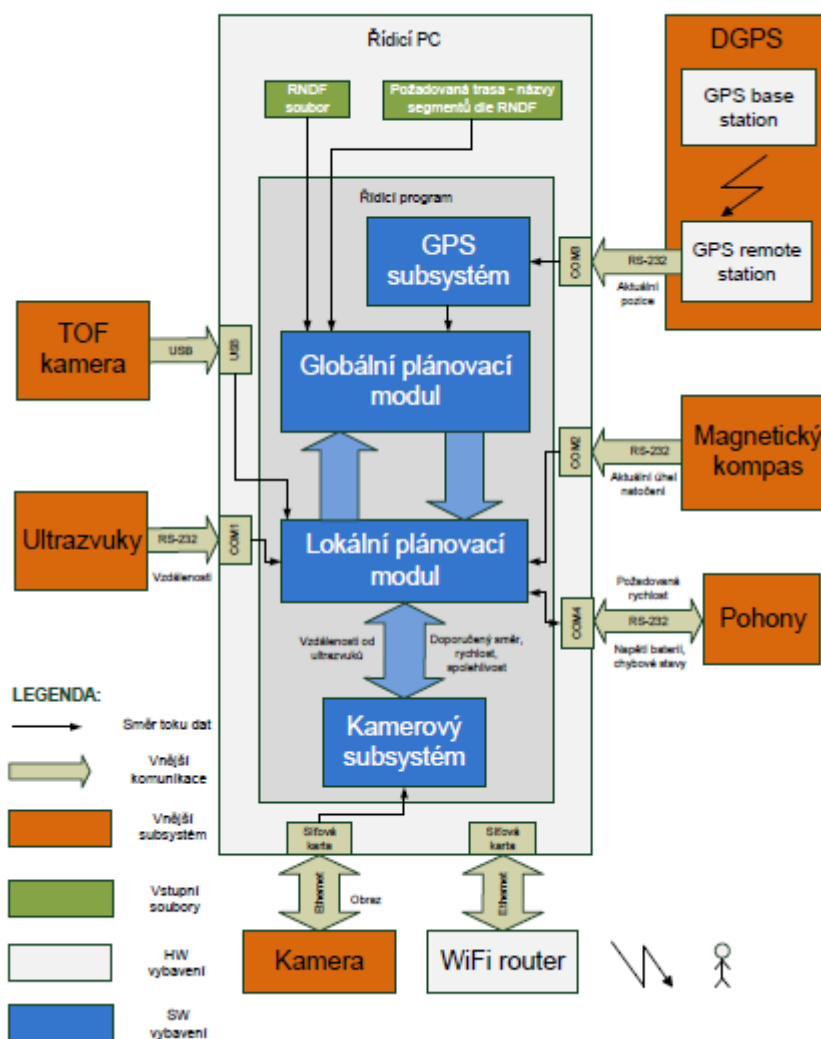 Řídicí PC
RNDF
soubor
Požadovaná trasa - názvy
segmentů dle RNDF
Řídicí program
GPS
subsystém
Globální plánovací
modul
Lokální plánovací
modul
Vzdálenosti od
ultrazvuků
Doporučený směr,
rychlost,
spolehlivost
Kamerový
subsystém
DGPS
GPS base
station
GPS remote
station
COM3
RS-232
Aktuální
pozice
TOF
kamera
USB
USB
Magnetický
kompas
COM2
RS-232
Aktuální úhel
natočení
Ultrazvuky
RS-232
COM1
Vzdálenosti
Pohony
COM4
Požadovaná
rychlost
RS-232
Napětí baterií,
chybové stavy
Síťová
karta
Ethernet
Obraz
Kamera
Síťová
karta
Ethernet
WiFi router
LEGENDA:
Směr toku dat
Vnější
komunikace
Vnější
subsystém
Vstupní
soubory
HW
vybavení
SW
vybavení